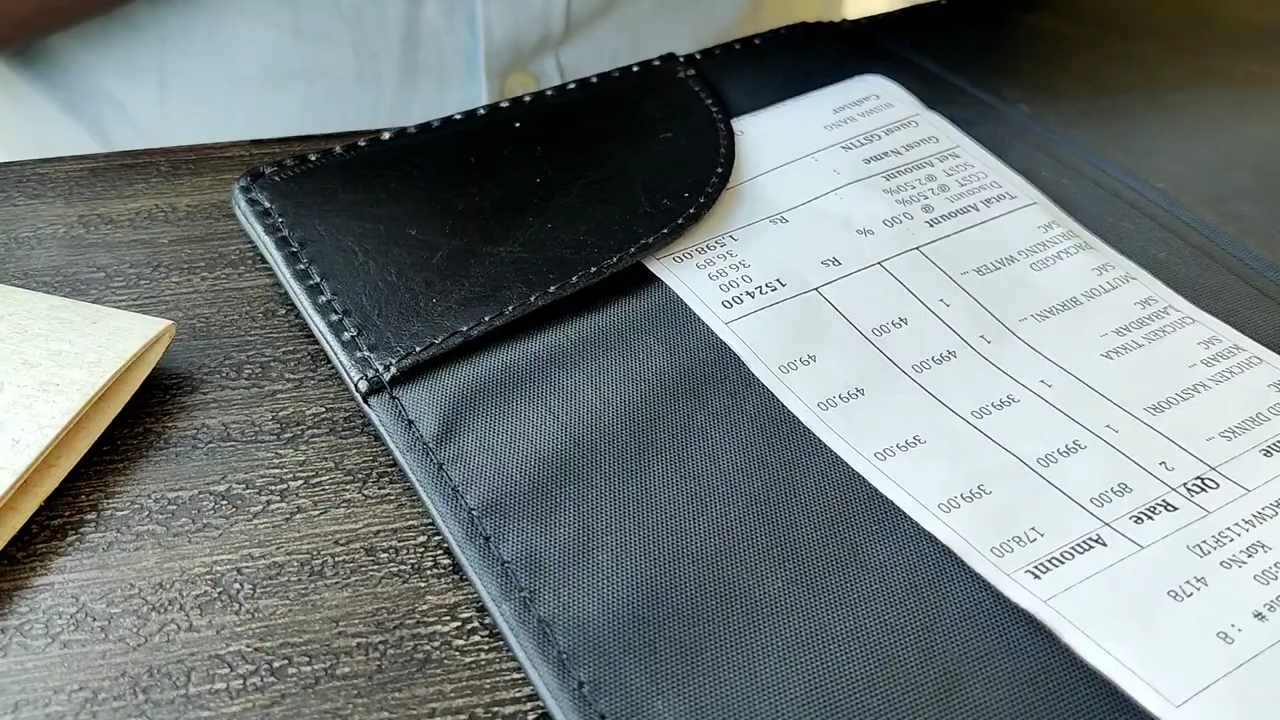 # : 8
Kot No 4178
Qty Rate Amount
DRINKS ... 2 89.00 178.00
CHICKEN KASTOORI 1 399.00 399.00
KEBAB ...
SAC
CHICKEN TIKKA 1 399.00 399.00
LABABDAR ...
SAC
MUTTON BIRYANI ... 1 499.00 499.00
SAC
PACKAGED 1 49.00 49.00
DRINKING WATER ...
SAC
Total Amount Rs 1524.00
Discount @ 0.00 % 0.00
CGST @2.50% 36.89
SGST @2.50% 36.89
Net Amount Rs 1,598.00
Guest Name :
Guest GSTIN :
Cashier
BISWA BANG